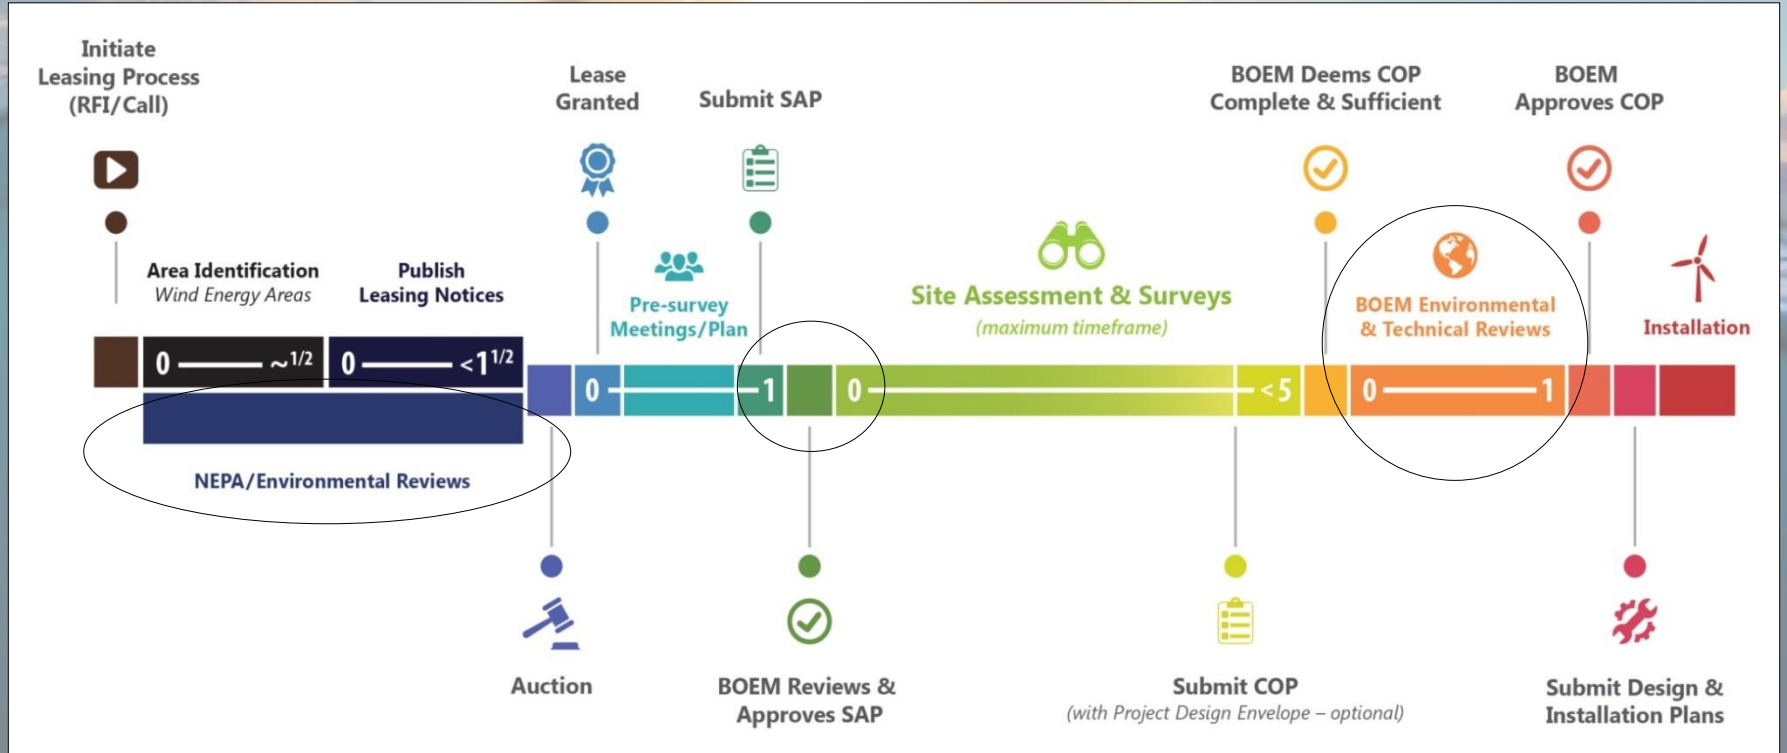 Initiate
Leasing Process
(RFI/Call)
Lease
Granted
Submit SAP
BOEM Deems COP
Complete & Sufficient
BOEM
Approves COP
Area Identification
Wind Energy Areas
Publish
Leasing Notices
Pre-survey
Meetings/Plan
Site Assessment & Surveys
(maximum timeframe)
BOEM Environmental
& Technical Reviews
Installation
0 ~1/2
0 <1 1/2
0 1
0 <5
0 1
NEPA/Environmental Reviews
Auction
BOEM Reviews &
Approves SAP
Submit COP
(with Project Design Envelope – optional)
Submit Design &
Installation Plans